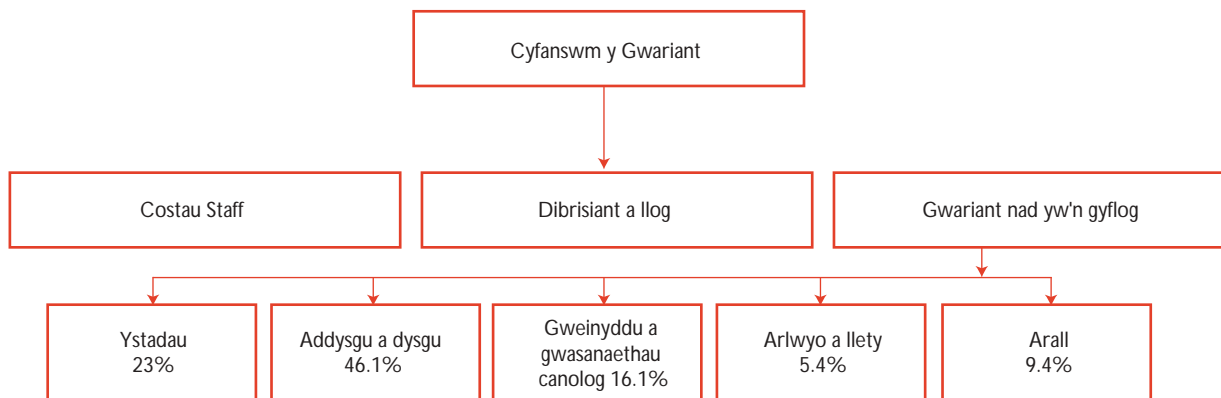 Cyfanswm y Gwariant
Costau Staff
Dibrisiant a llog
Gwariant nad yw'n gyflog
Ystadau
23%
Addysgu a dysgu
46.1%
Gweinyddu a
gwasanaethau
canolog 16.1%
Arlwyo a llety
5.4%
Arall
9.4%